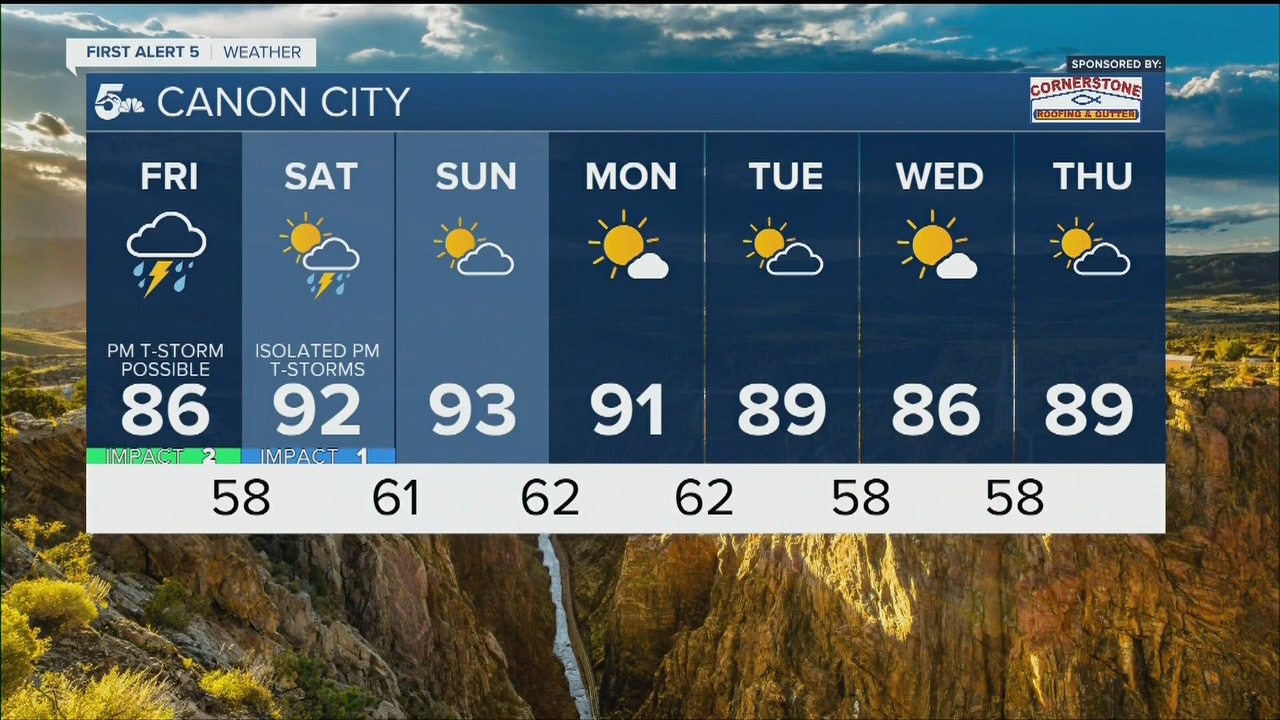 FIRST ALERT 5 WEATHER
SPONSORED BY:
5 CANON CITY
CORNERSTONE
ROOFING & GUTTER
FRI SAT SUN MON TUE WED THU
PM T-STORM
POSSIBLE
ISOLATED PM
T-STORMS
86 92 93 91 89 86 89
IMPACT 2 IMPACT 1
58 61 62 62 58 58